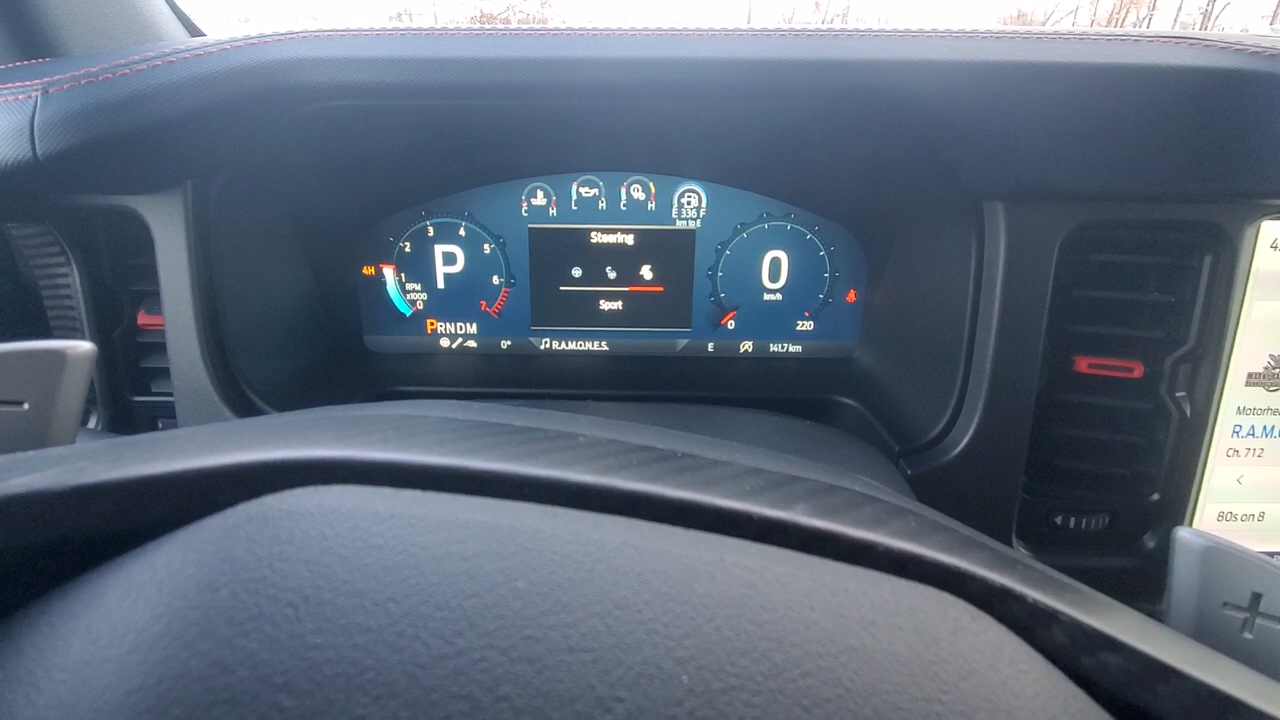 C H
L H
C H
E 336 F
km to E
Steering
Sport
4H
P
1 2 3 4 5 6 7
RPM
x1000
0
PRNDM
0°
R.A.M.O.N.E.S.
0
km/h
0
220
E
141.7 km
4
Motorhe
R.A.M.
Ch. 712
<
80s on 8